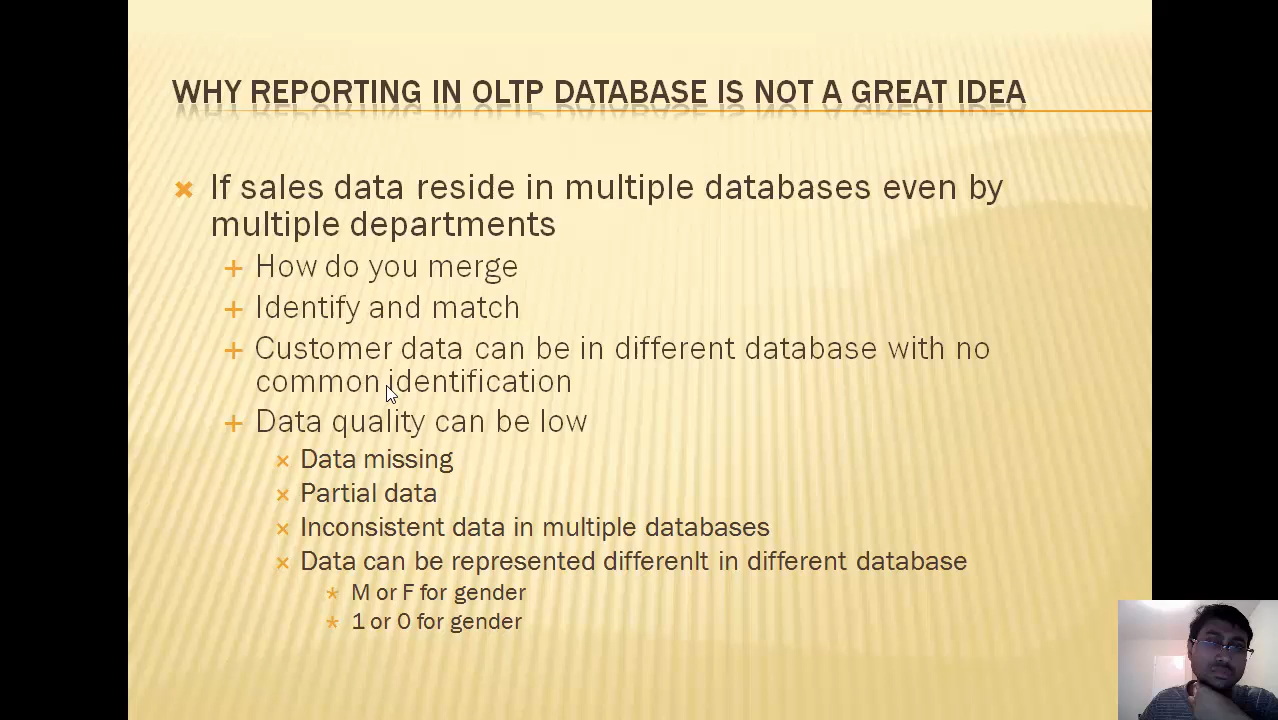 WHY REPORTING IN OLTP DATABASE IS NOT A GREAT IDEA
If sales data reside in multiple databases even by
multiple departments
How do you merge
Identify and match
Customer data can be in different database with no
common identification
Data quality can be low
Data missing
Partial data
Inconsistent data in multiple databases
Data can be represented differenlt in different database
M or F for gender
1 or 0 for gender